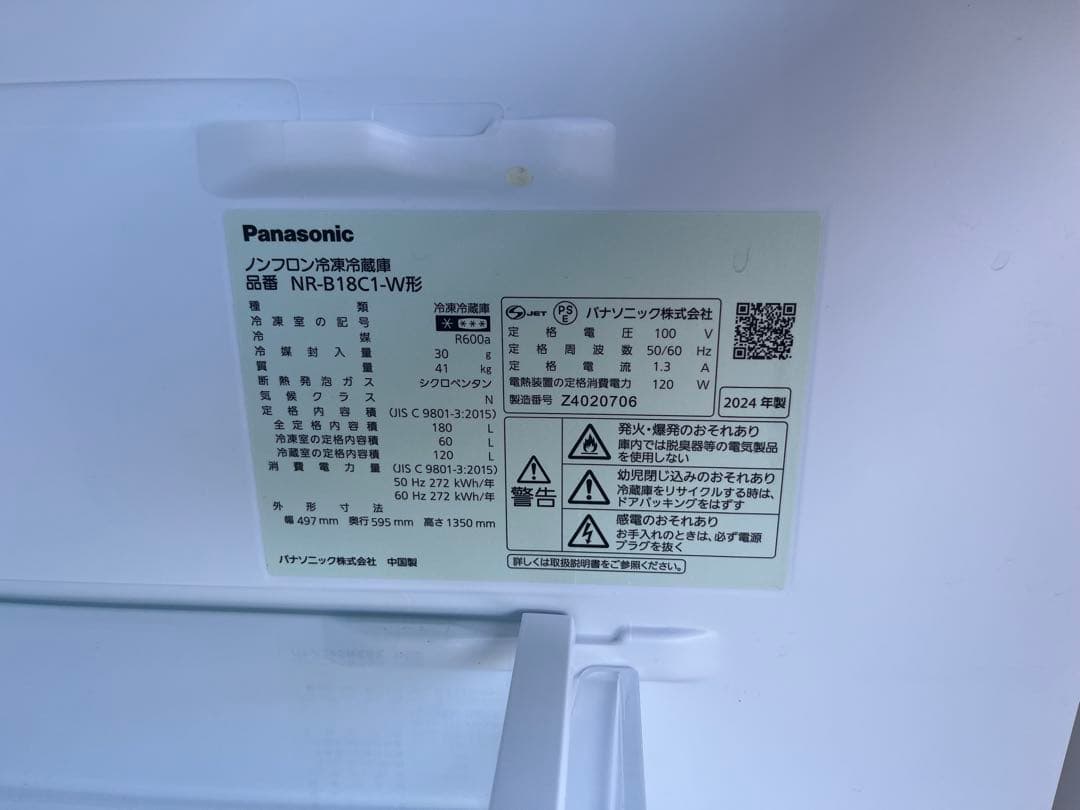 Panasonic
ノンフロン冷凍冷蔵庫
品番 NR-B18C1-W形
種類 冷凍冷蔵庫
冷凍室の記号 * ***
冷媒 R600a
冷媒封入量 30 g
質量 41 kg
断熱発泡ガス シクロペンタン
気候クラス N
定格内容積 (JIS C 9801-3:2015)
全定格内容積 180 L
冷凍室の定格内容積 60 L
冷蔵室の定格内容積 120 L
消費電力量 (JIS C 9801-3:2015)
50 Hz 272 kWh/年
60 Hz 272 kWh/年
外形寸法
幅 497 mm 奥行 595 mm 高さ 1350 mm
パナソニック株式会社 中国製
S JET PS E パナソニック株式会社
定格電圧 100 V
定格周波数 50/60 Hz
定格電流 1.3 A
電熱装置の定格消費電力 120 W
製造番号 Z4020706
2024 年製
警告
発火・爆発のおそれあり
庫内では脱臭器等の電気製品
を使用しない
幼児閉じ込みのおそれあり
冷蔵庫をリサイクルする時は、
ドアパッキングをはずす
感電のおそれあり
お手入れのときは、必ず電源
プラグを抜く
詳しくは取扱説明書をご参照ください。